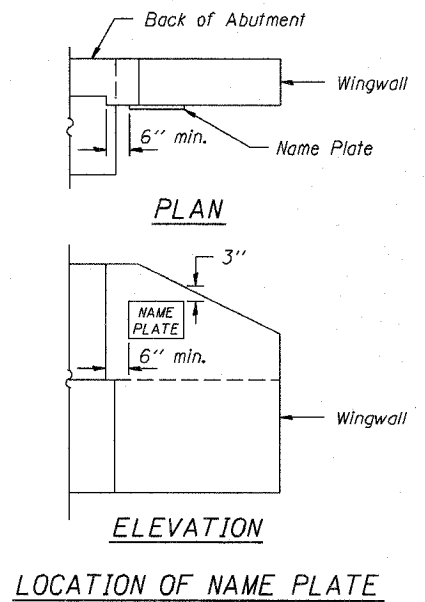 Back of Abutment
Wingwall
6" min.
Name Plate
PLAN
3"
NAME
PLATE
6" min.
Wingwall
ELEVATION
LOCATION OF NAME PLATE